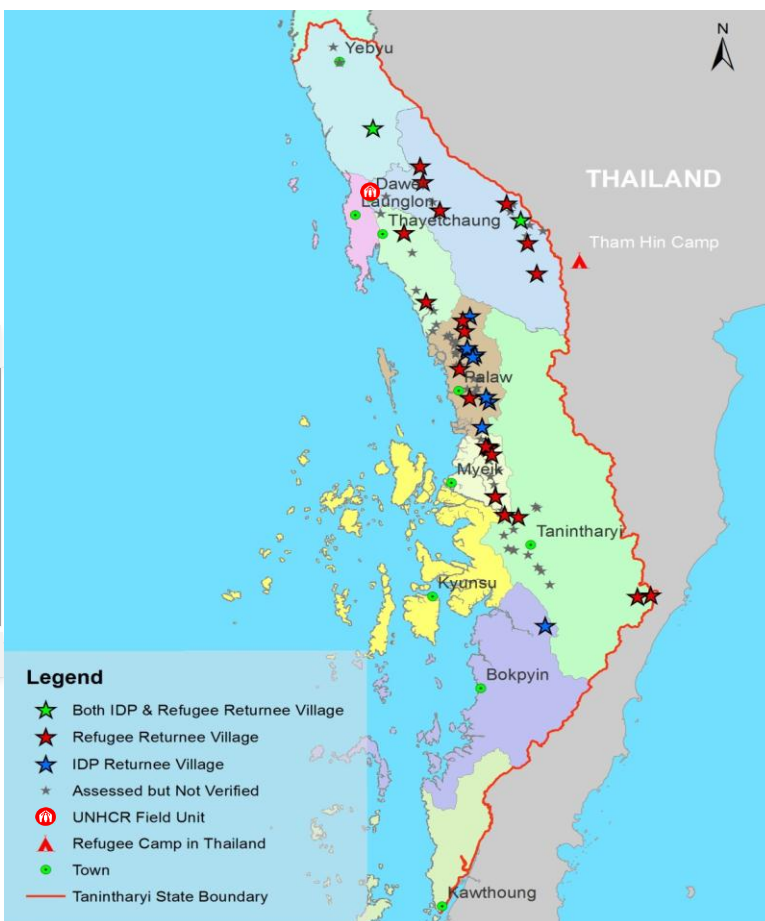 N
Yebyu
THAILAND
Dawei
Launglon
Thayetchaung
Tham Hin Camp
Palaw
Myeik
Tanintharyi
Kyunsu
Bokpyin
Legend
Both IDP & Refugee Returnee Village
Refugee Returnee Village
IDP Returnee Village
Assessed but Not Verified
UNHCR Field Unit
Refugee Camp in Thailand
Town
Tanintharyi State Boundary
Kawthoung